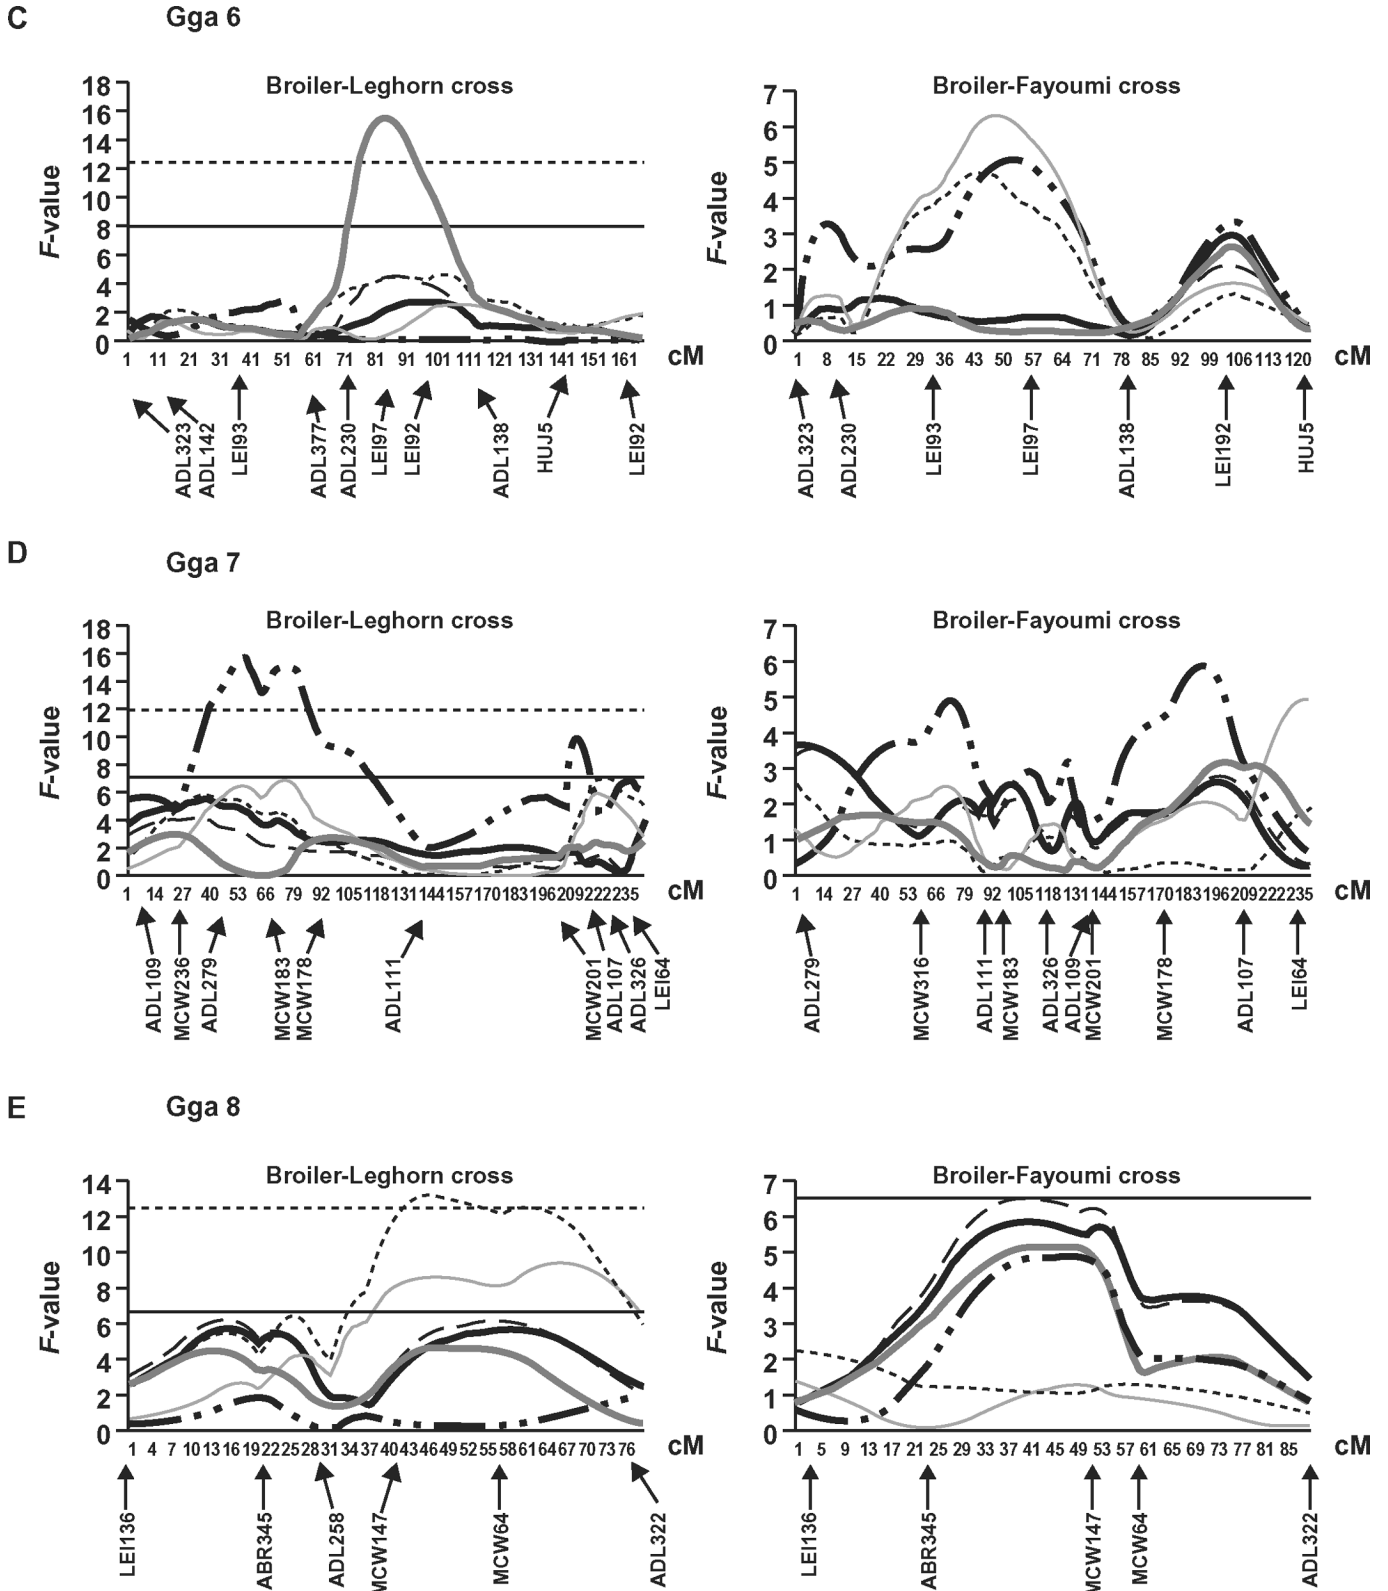 C Gga 6
Broiler-Leghorn cross
F-value
18
16
14
12
10
8
6
4
2
0
1 11 21 31 41 51 61 71 81 91 101 111 121 131 141 151 161 cM
ADL323 ADL142 LEI93 ADL377 ADL230 LEI97 LEI92 ADL138 HUJ5 LEI92
Broiler-Fayoumi cross
F-value
7
6
5
4
3
2
1
0
1 8 15 22 29 36 43 50 57 64 71 78 85 92 99 106 113 120 cM
ADL323 ADL230 LEI93 LEI97 ADL138 LEI192 HUJ5
D Gga 7
Broiler-Leghorn cross
F-value
18
16
14
12
10
8
6
4
2
0
1 14 27 40 53 66 79 92 105 118 131 144 157 170 183 196 209 222 235
ADL109 MCW236 ADL279 MCW183 MCW178 ADL111 MCW201 ADL107 ADL326 LEI64
Broiler-Fayoumi cross
F-value
7
6
5
4
3
2
1
0
1 14 27 40 53 66 79 92 105 118 131 144 157 170 183 196 209 222 235 cM
ADL279 MCW316 ADL111 MCW183 ADL326 ADL109 MCW201 MCW178 ADL107 LEI64
E Gga 8
Broiler-Leghorn cross
F-value
14
12
10
8
6
4
2
0
1 4 7 10 13 16 19 22 25 28 31 34 37 40 43 46 49 52 55 58 61 64 67 70 73 76 cM
LEI136 ABR345 ADL258 MCW147 MCW64 ADL322
Broiler-Fayoumi cross
F-value
7
6
5
4
3
2
1
0
1 5 9 13 17 21 25 29 33 37 41 45 49 53 57 61 65 69 73 77 81 85 cM
LEI136 ABR345 MCW147 MCW64 ADL322